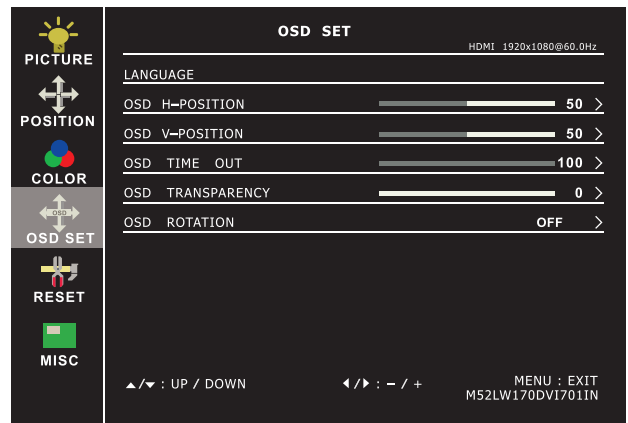 PICTURE
POSITION
COLOR
OSD
OSD SET
RESET
MISC
OSD SET
HDMI 1920x1080@60.0Hz
LANGUAGE
OSD H-POSITION 50 >
OSD V-POSITION 50 >
OSD TIME OUT 100 >
OSD TRANSPARENCY 0 >
OSD ROTATION OFF >
▲/▼ : UP / DOWN ◀/▶ : - / + MENU : EXIT
M52LW170DVI701IN